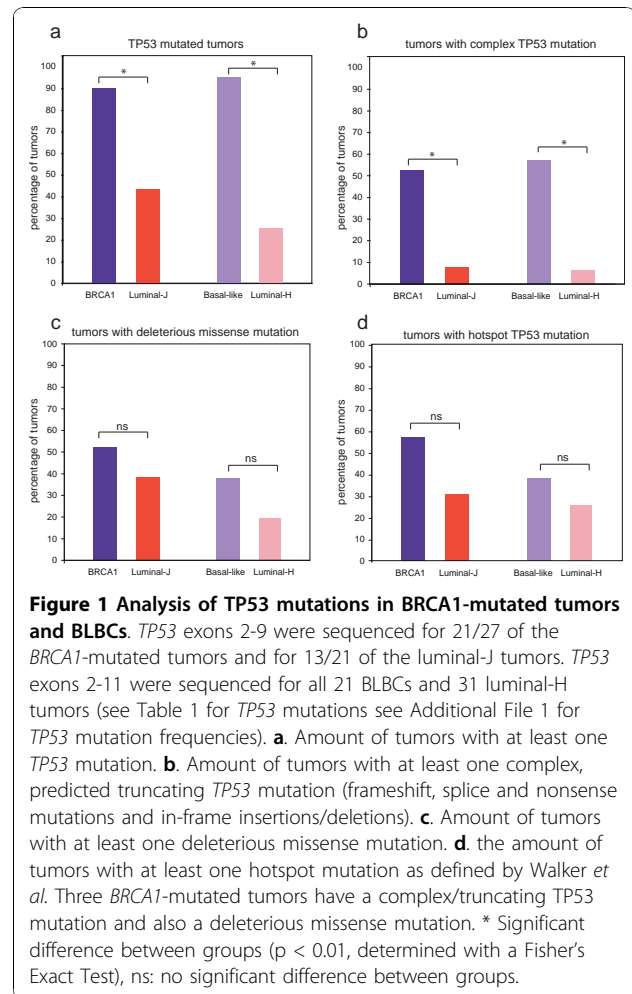 a
TP53 mutated tumors
percentage of tumors
100
90
80
70
60
50
40
30
20
10
0
*
*
BRCA1 Luminal-J Basal-like Luminal-H
b
tumors with complex TP53 mutation
percentage of tumors
100
90
80
70
60
50
40
30
20
10
0
*
*
BRCA1 Luminal-J Basal-like Luminal-H
c
tumors with deleterious missense mutation
percentage of tumors
100
90
80
70
60
50
40
30
20
10
0
ns
ns
BRCA1 Luminal-J Basal-like Luminal-H
d
tumors with hotspot TP53 mutation
percentage of tumors
100
90
80
70
60
50
40
30
20
10
0
ns
ns
BRCA1 Luminal-J Basal-like Luminal-H
Figure 1 Analysis of TP53 mutations in BRCA1-mutated tumors
and BLBCs. TP53 exons 2-9 were sequenced for 21/27 of the
BRCA1-mutated tumors and for 13/21 of the luminal-J tumors. TP53
exons 2-11 were sequenced for all 21 BLBCs and 31 luminal-H
tumors (see Table 1 for TP53 mutations see Additional File 1 for
TP53 mutation frequencies). a. Amount of tumors with at least one
TP53 mutation. b. Amount of tumors with at least one complex,
predicted truncating TP53 mutation (frameshift, splice and nonsense
mutations and in-frame insertions/deletions). c. Amount of tumors
with at least one deleterious missense mutation. d. the amount of
tumors with at least one hotspot mutation as defined by Walker et
al. Three BRCA1-mutated tumors have a complex/truncating TP53
mutation and also a deleterious missense mutation. * Significant
difference between groups (p < 0.01, determined with a Fisher's
Exact Test), ns: no significant difference between groups.